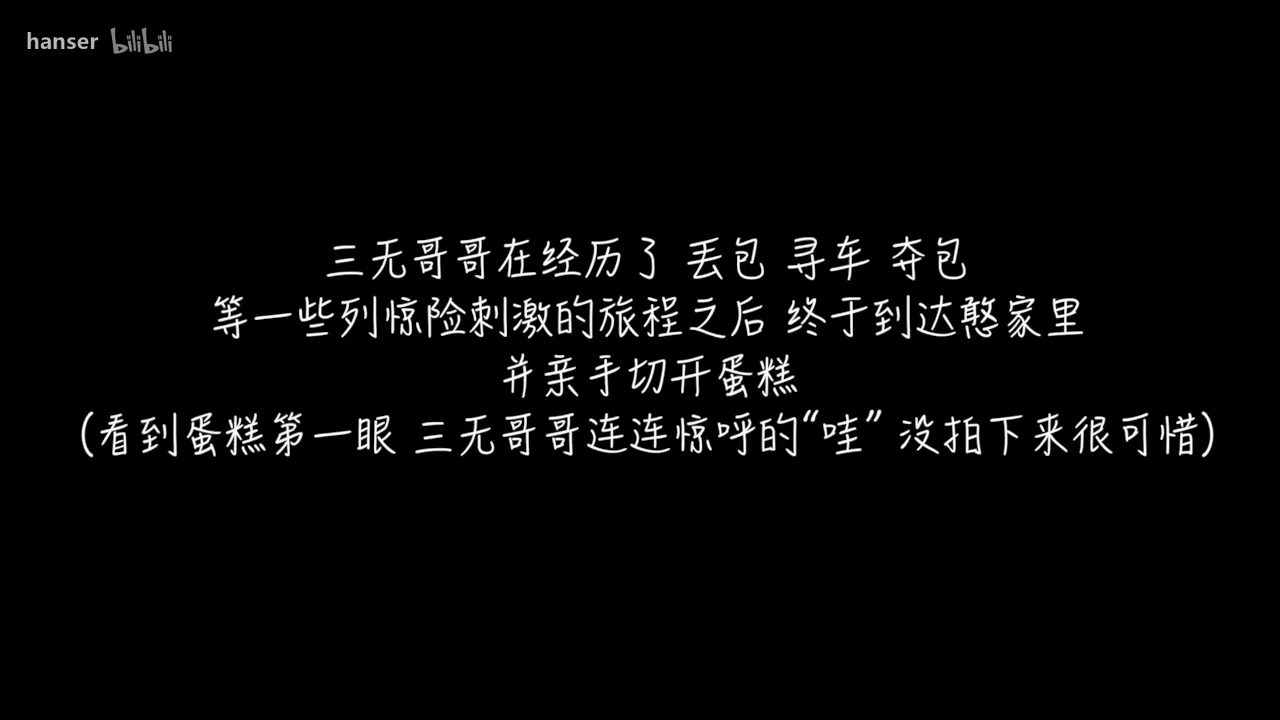 hanser bilibili
三无哥哥在经历了 丢包 寻车 夺包
等一些列惊险刺激的旅程之后 终于到达憨家里
并亲手切开蛋糕
(看到蛋糕第一眼 三无哥哥连连惊呼的“哇” 没拍下来很可惜)